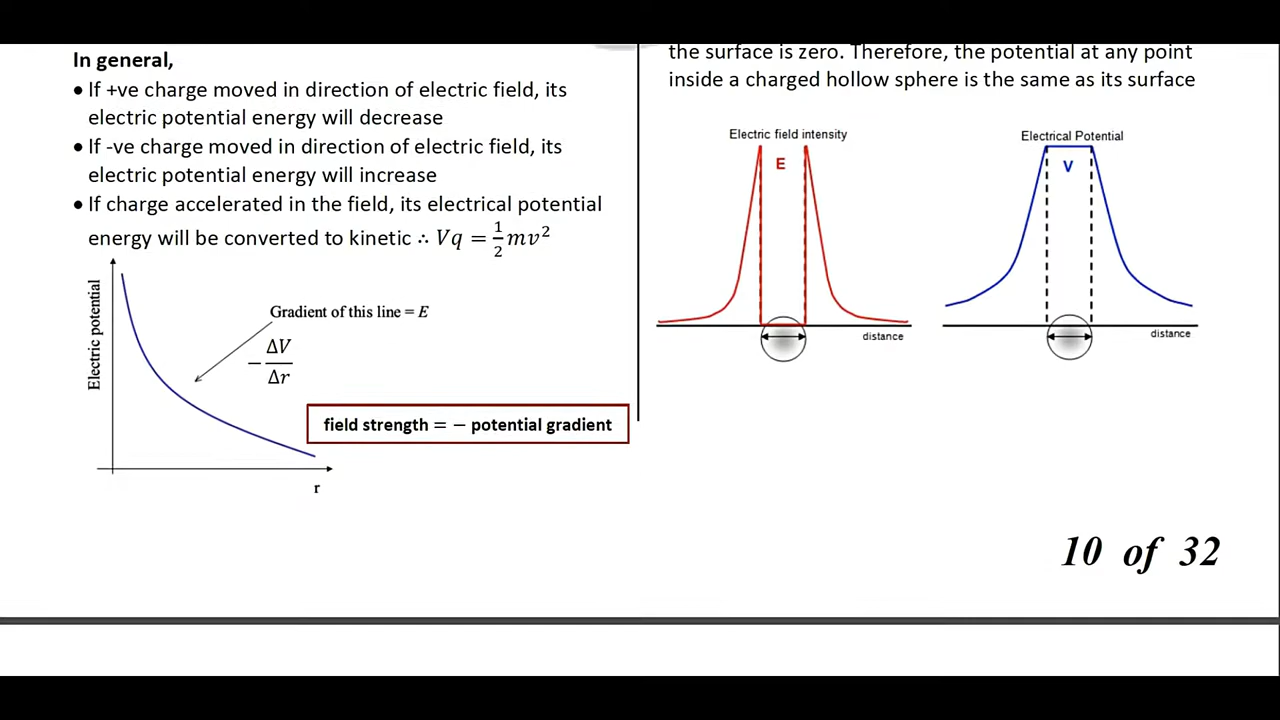 In general,
• If +ve charge moved in direction of electric field, its
electric potential energy will decrease
• If -ve charge moved in direction of electric field, its
electric potential energy will increase
• If charge accelerated in the field, its electrical potential
energy will be converted to kinetic ∴ Vq = 1/2 mv²
Electric potential
Gradient of this line = E
− ΔV/Δr
field strength = − potential gradient
r
the surface is zero. Therefore, the potential at any point
inside a charged hollow sphere is the same as its surface
Electric field intensity
E
distance
Electrical Potential
V
distance
10 of 32